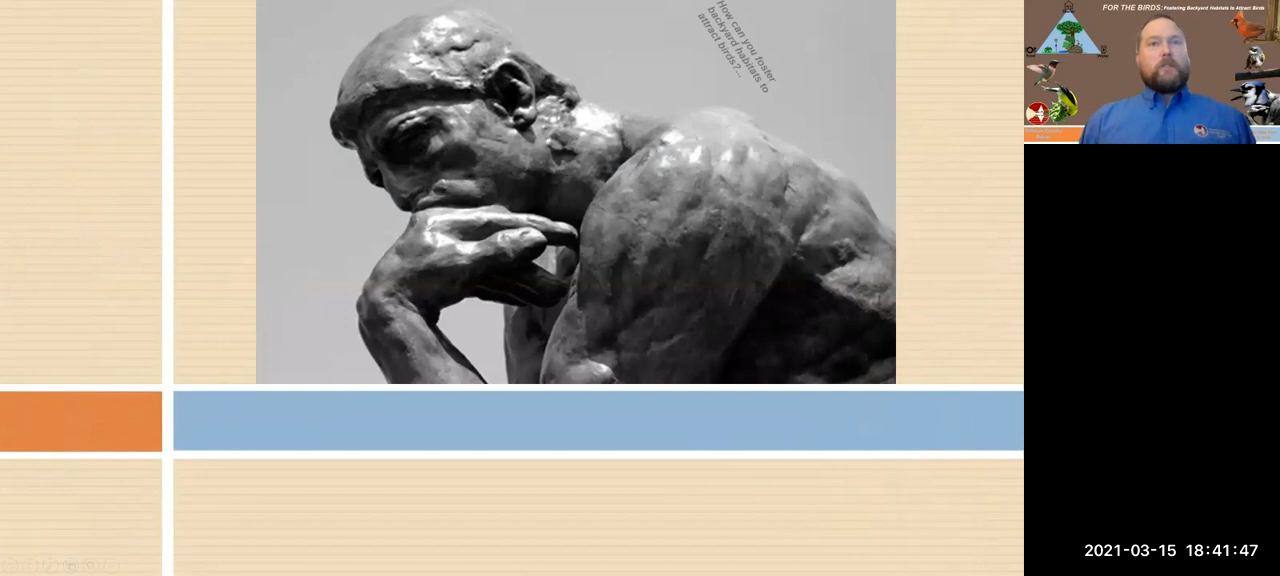 How can you foster
backyard habitats to
attract birds?...
FOR THE BIRDS: Fostering Backyard Habitats to Attract Birds
2021-03-15 18:41:47